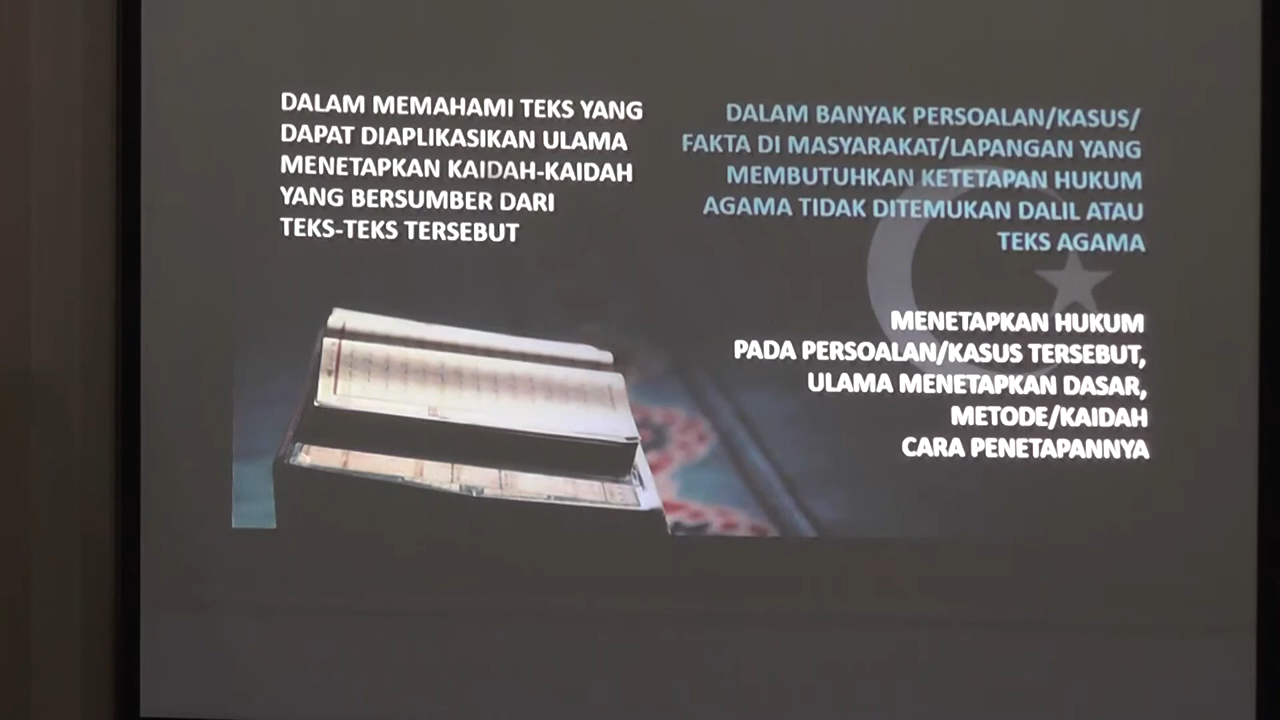 DALAM MEMAHAMI TEKS YANG
DAPAT DIAPLIKASIKAN ULAMA
MENETAPKAN KAIDAH-KAIDAH
YANG BERSUMBER DARI
TEKS-TEKS TERSEBUT
DALAM BANYAK PERSOALAN/KASUS/
FAKTA DI MASYARAKAT/LAPANGAN YANG
MEMBUTUHKAN KETETAPAN HUKUM
AGAMA TIDAK DITEMUKAN DALIL ATAU
TEKS AGAMA
MENETAPKAN HUKUM
PADA PERSOALAN/KASUS TERSEBUT,
ULAMA MENETAPKAN DASAR,
METODE/KAIDAH
CARA PENETAPANNYA